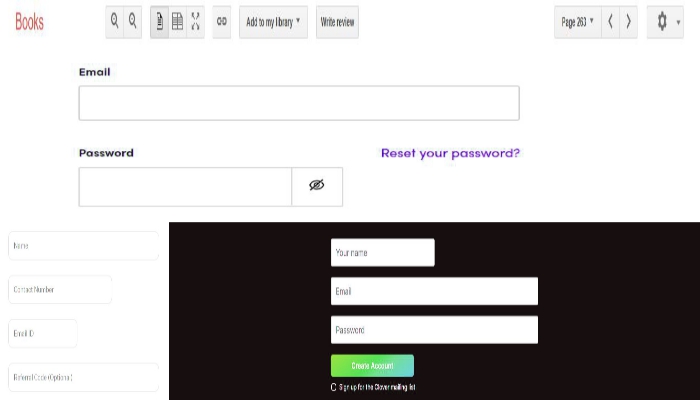 Books
Add to my library
Write review
Page 263
Email
Password
Reset your password?
Name
Contact Number
Email ID
Referral Code (Optional)
Your name
Email
Password
Create Account
Sign up for the Clover mailing list